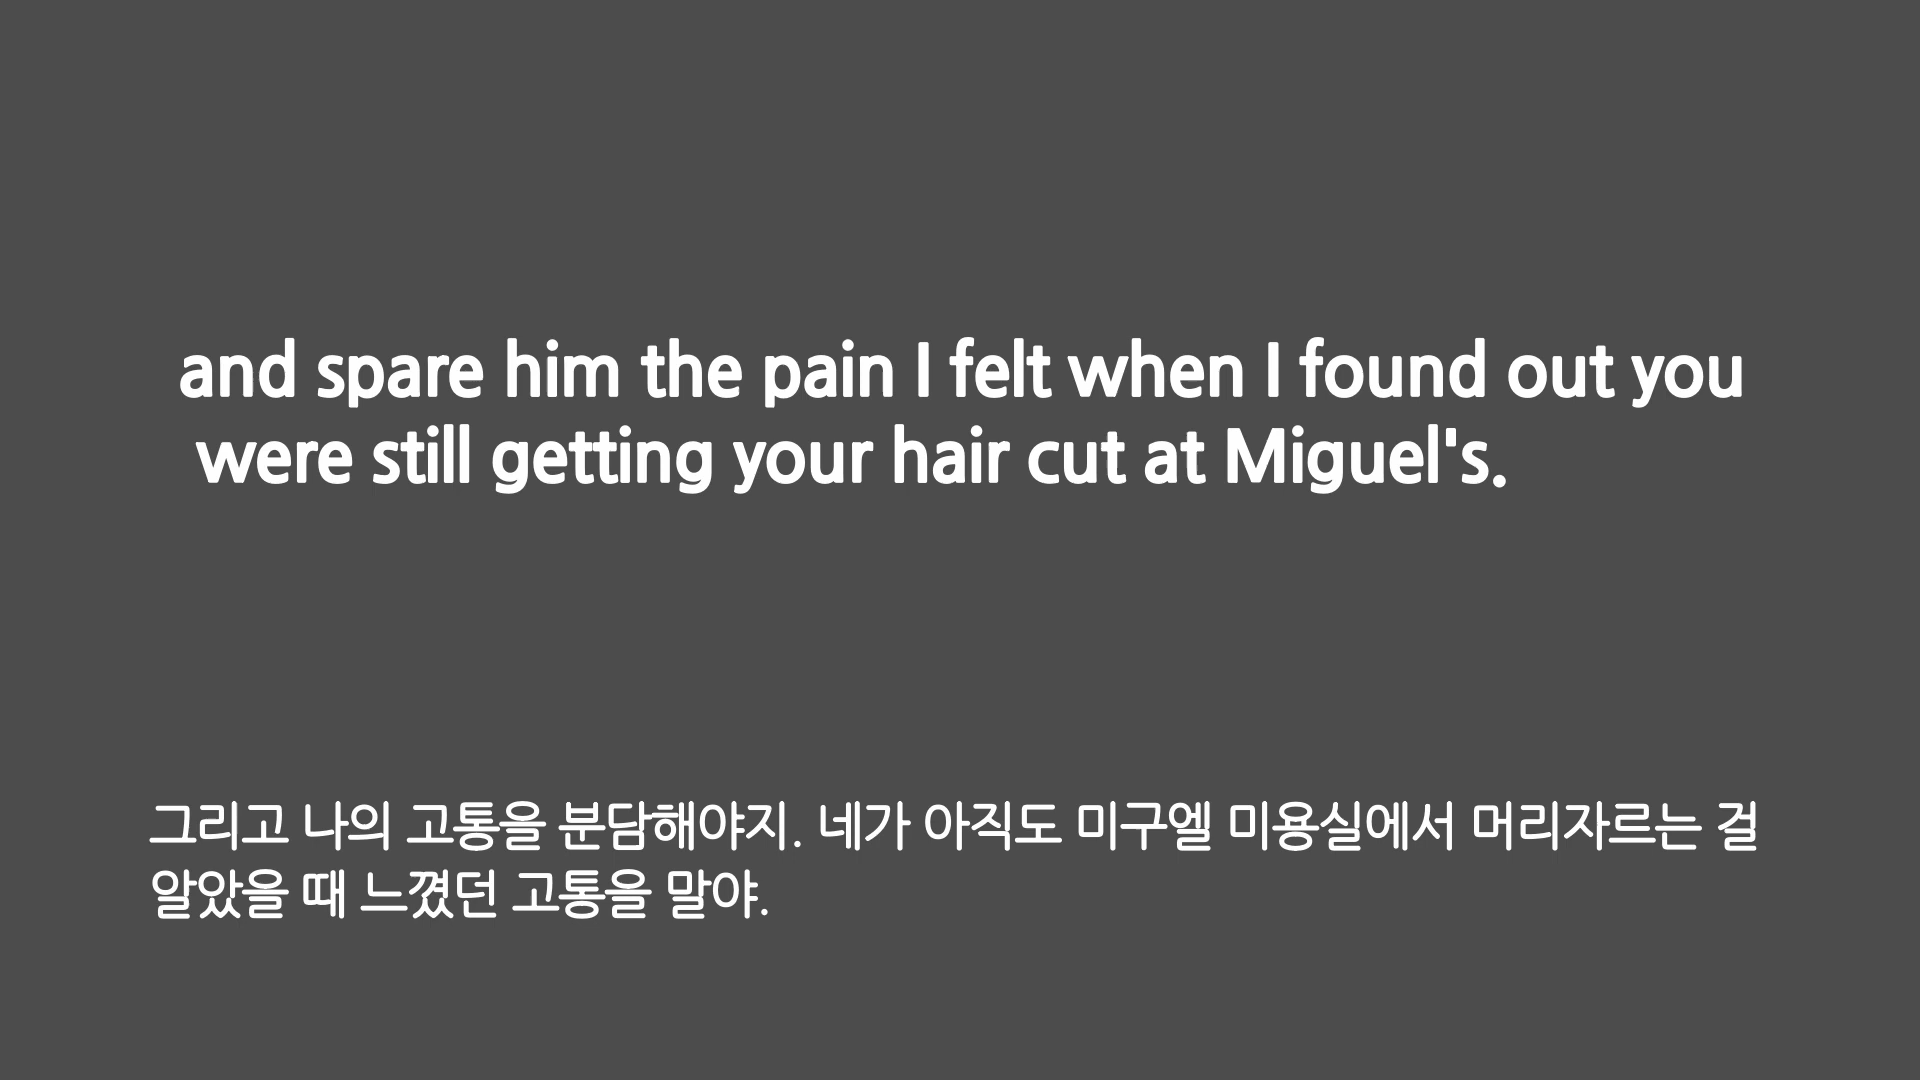 and spare him the pain I felt when I found out you
were still getting your hair cut at Miguel's.
그리고 나의 고통을 분담해야지. 네가 아직도 미구엘 미용실에서 머리자르는 걸
알았을 때 느꼈던 고통을 말야.